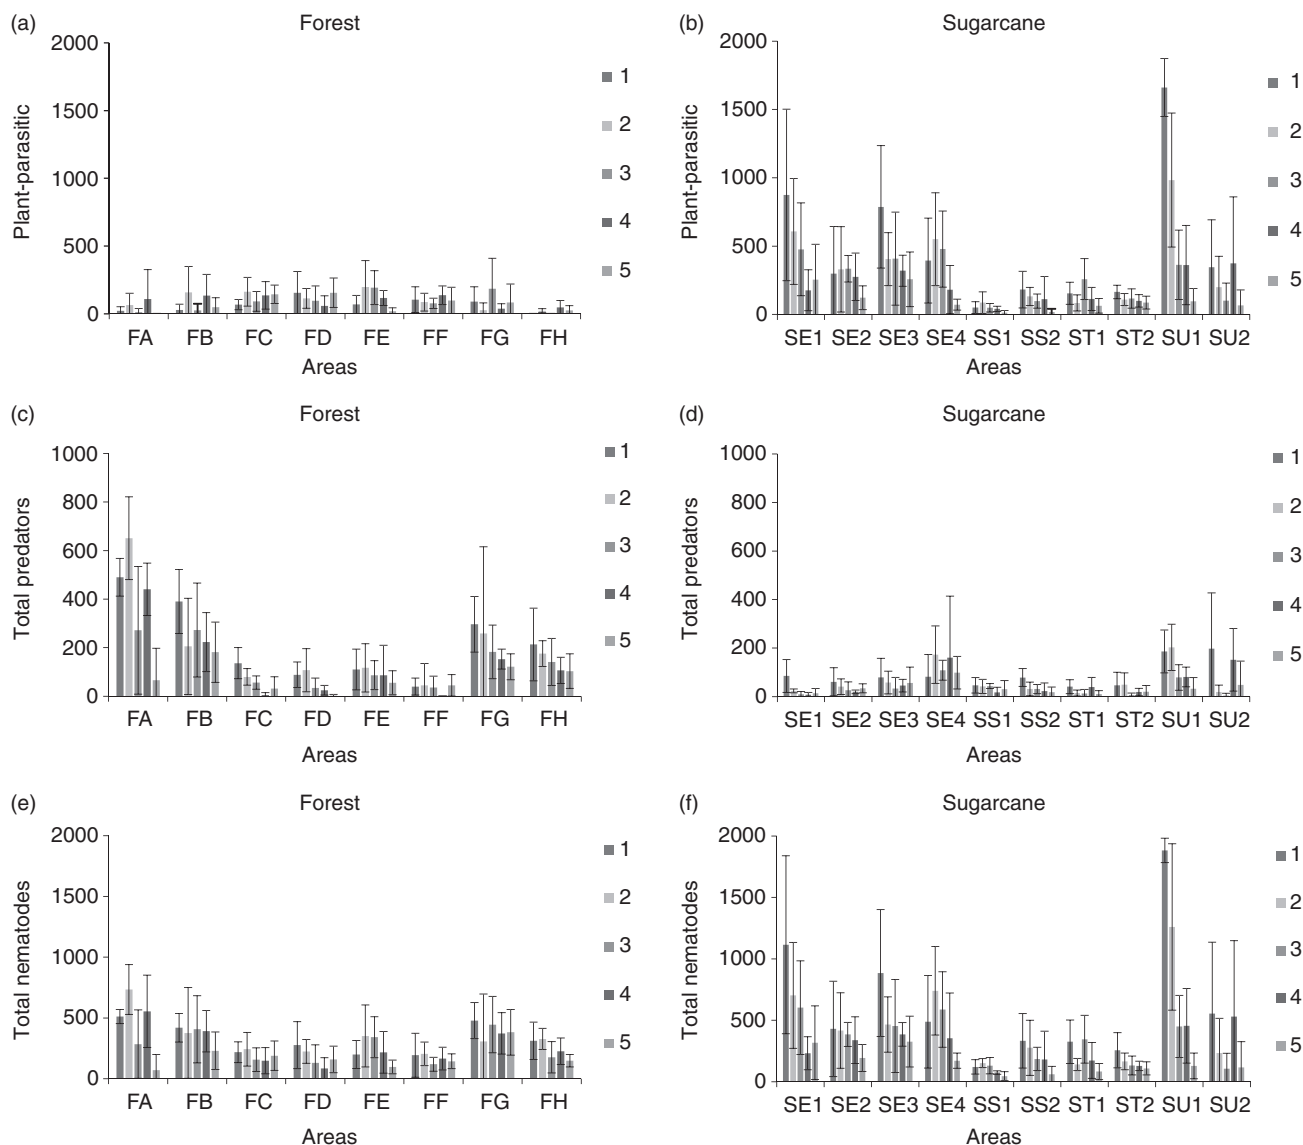 (a)
Forest
2000
1500
1000
500
0
Plant-parasitic
FA FB FC FD FE FF FG FH
Areas
1
2
3
4
5
(b)
Sugarcane
2000
1500
1000
500
0
Plant-parasitic
SE1 SE2 SE3 SE4 SS1 SS2 ST1 ST2 SU1 SU2
Areas
1
2
3
4
5
(c)
Forest
1000
800
600
400
200
0
Total predators
FA FB FC FD FE FF FG FH
Areas
1
2
3
4
5
(d)
Sugarcane
1000
800
600
400
200
0
Total predators
SE1 SE2 SE3 SE4 SS1 SS2 ST1 ST2 SU1 SU2
Areas
1
2
3
4
5
(e)
Forest
2000
1500
1000
500
0
Total nematodes
FA FB FC FD FE FF FG FH
Areas
1
2
3
4
5
(f)
Sugarcane
2000
1500
1000
500
0
Total nematodes
SE1 SE2 SE3 SE4 SS1 SS2 ST1 ST2 SU1 SU2
Areas
1
2
3
4
5